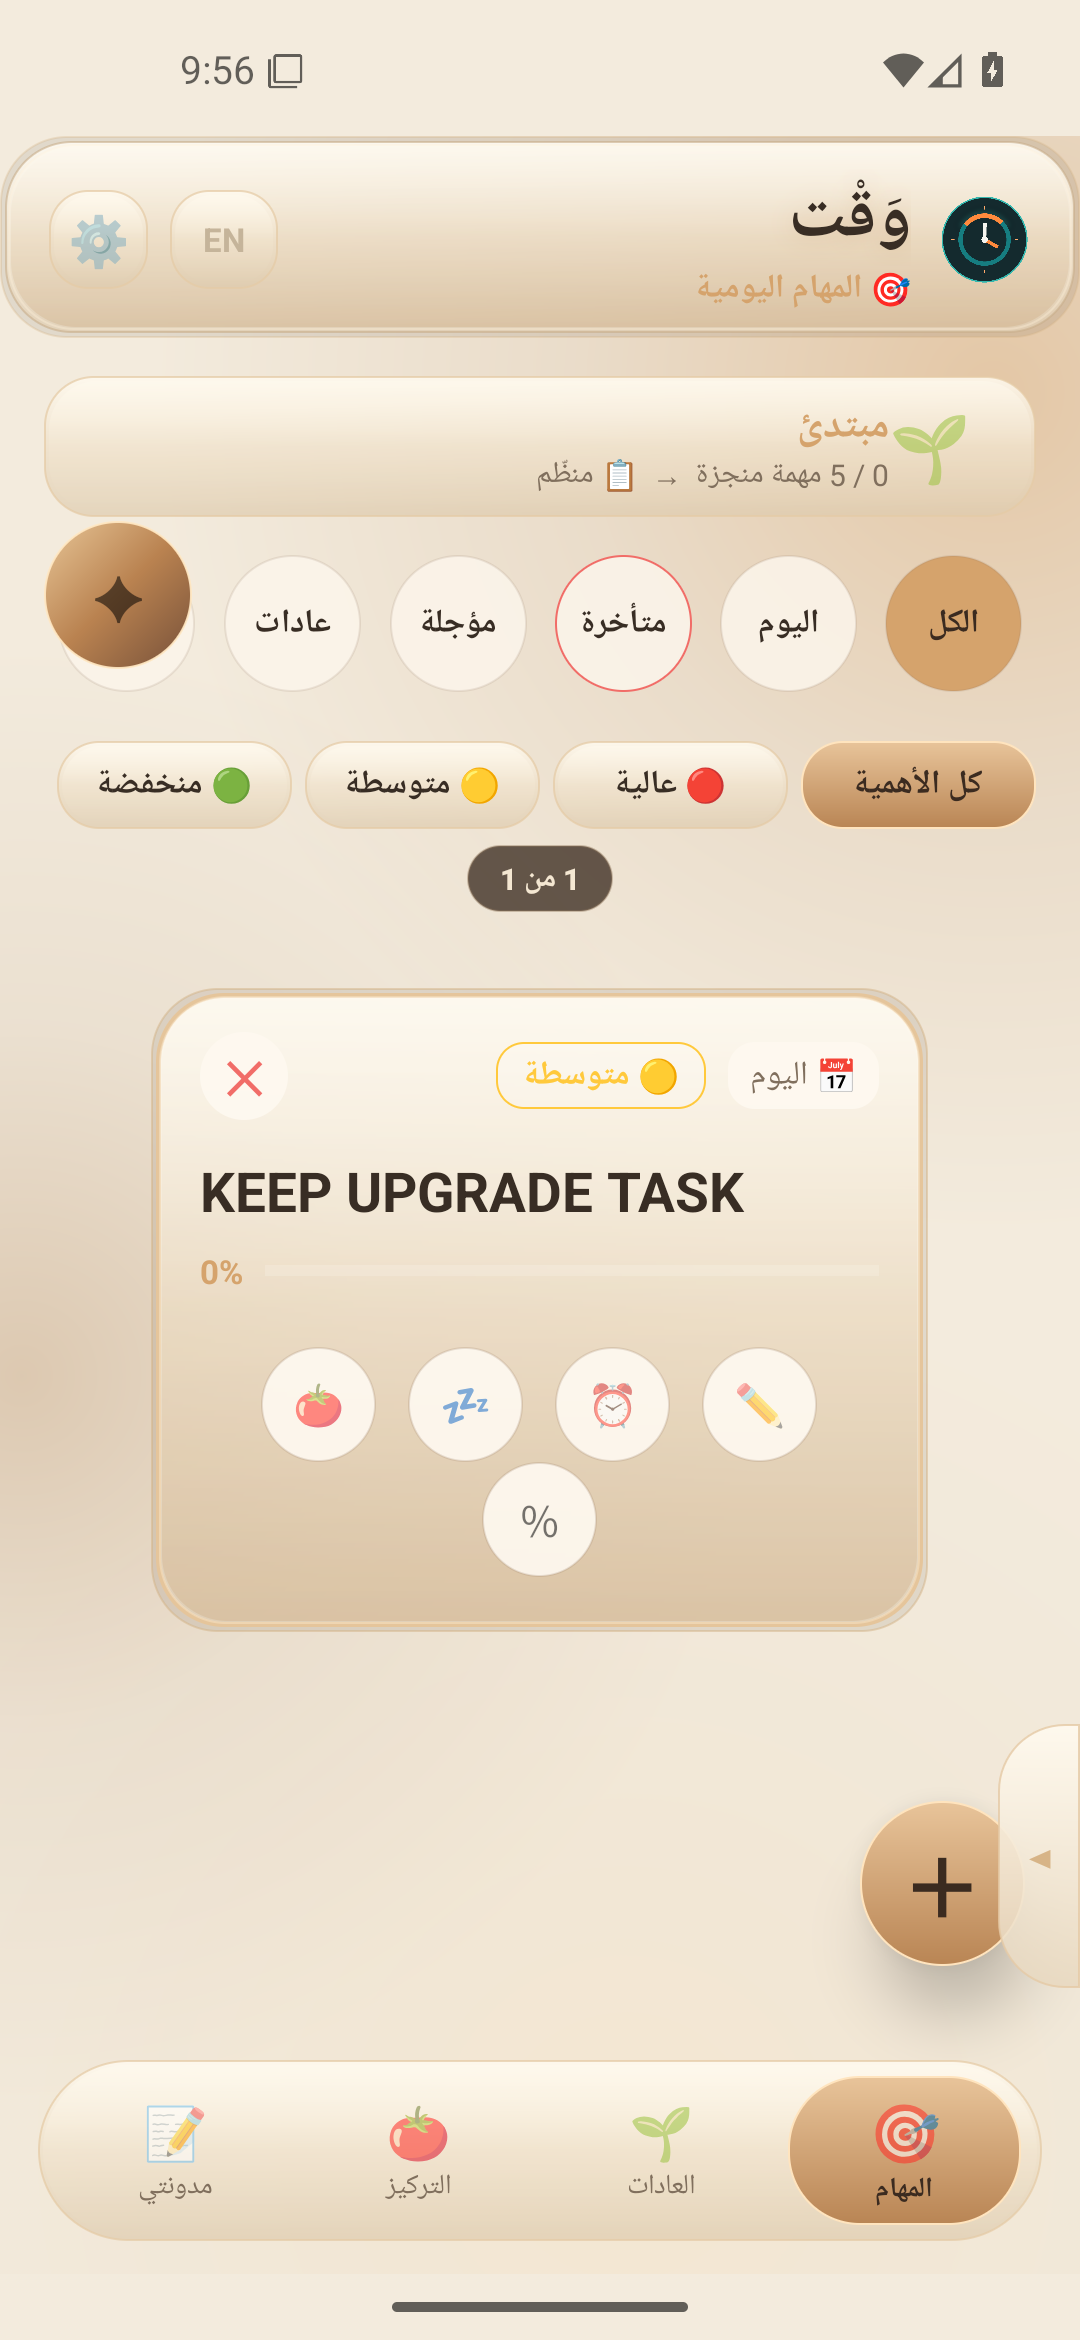 9:56
وَقْت
EN
🎯 المهام اليومية
مبتدئ
0 / 5 مهمة منجزة → 📋 منظّم
الكل
اليوم
متأخرة
مؤجلة
عادات
كل الأهمية
🔴 عالية
🟡 متوسطة
🟢 منخفضة
1 من 1
📅 اليوم
🟡 متوسطة
KEEP UPGRADE TASK
0%
%
المهام
العادات
التركيز
مدونتي